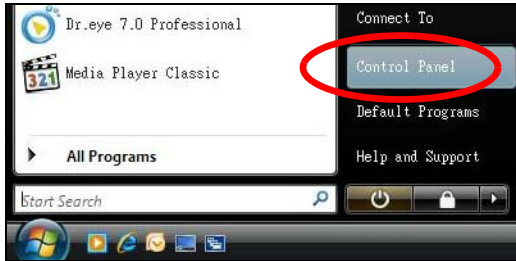 Dr.eye 7.0 Professional
321
Media Player Classic
All Programs
Start Search
Connect To
Control Panel
Default Programs
Help and Support